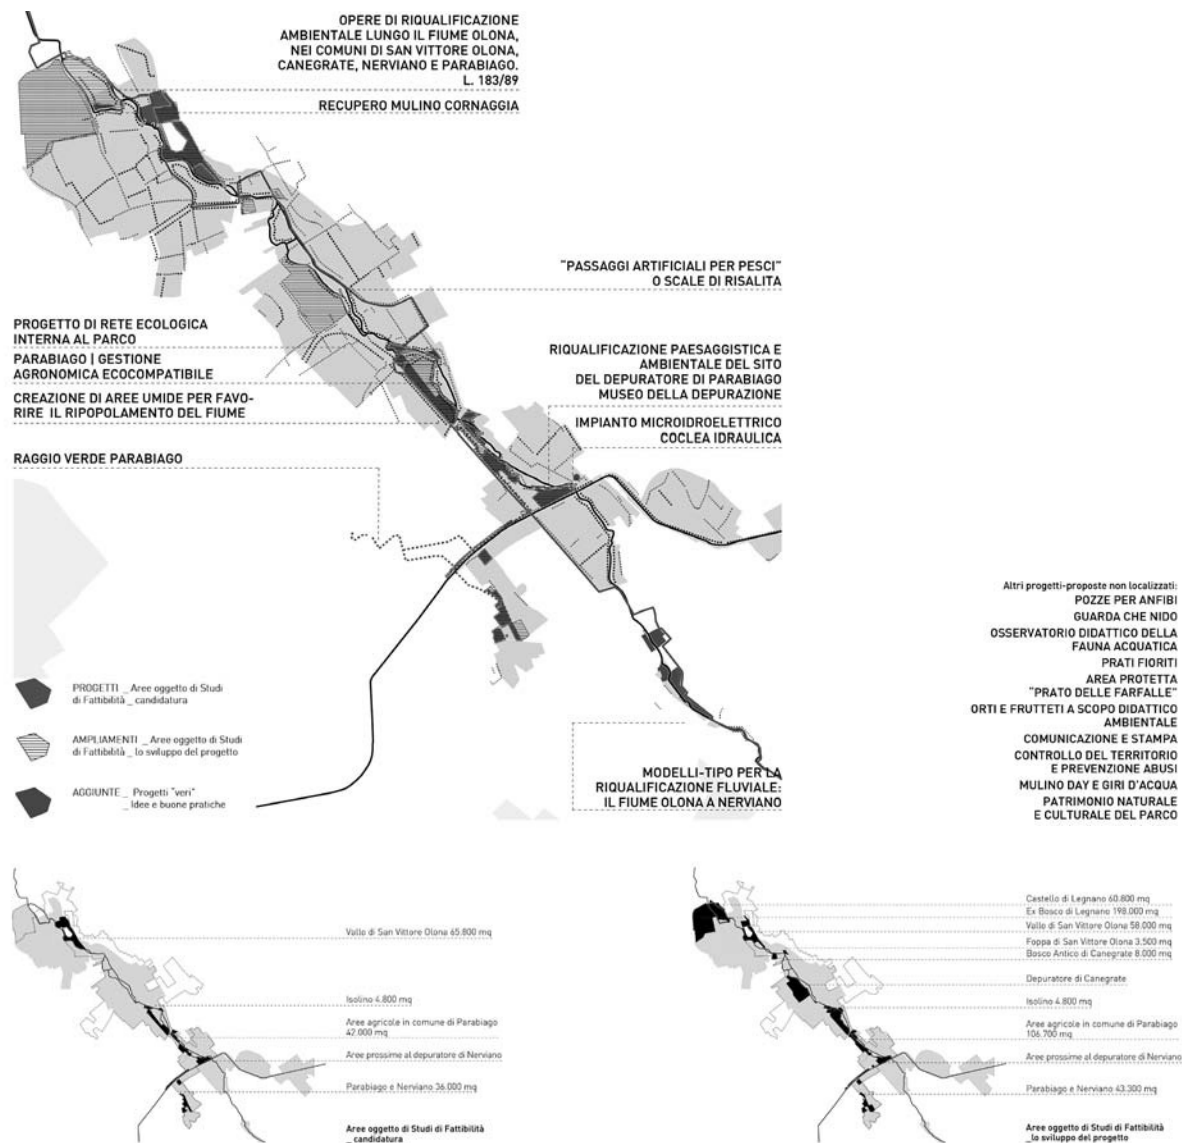 OPERE DI RIQUALIFICAZIONE
AMBIENTALE LUNGO IL FIUME OLONA,
NEI COMUNI DI SAN VITTORE OLONA,
CANEGRATE, NERVIANO E PARABIAGO.
L. 183/89
RECUPERO MULINO CORNAGGIA
"PASSAGGI ARTIFICIALI PER PESCI"
O SCALE DI RISALITA
PROGETTO DI RETE ECOLOGICA
INTERNA AL PARCO
PARABIAGO | GESTIONE
AGRONOMICA ECOCOMPATIBILE
CREAZIONE DI AREE UMIDE PER FAVO-
RIRE IL RIPOPOLAMENTO DEL FIUME
RAGGIO VERDE PARABIAGO
RIQUALIFICAZIONE PAESAGGISTICA E
AMBIENTALE DEL SITO
DEL DEPURATORE DI PARABIAGO
MUSEO DELLA DEPURAZIONE
IMPIANTO MICROIDROELETTRICO
COCLEA IDRAULICA
PROGETTI _ Aree oggetto di Studi
di Fattibilità _ candidatura
AMPLIAMENTI _ Aree oggetto di Studi
di Fattibilità _ lo sviluppo del progetto
AGGIUNTE _ Progetti "veri"
_ Idee e buone pratiche
MODELLI-TIPO PER LA
RIQUALIFICAZIONE FLUVIALE:
IL FIUME OLONA A NERVIANO
Altri progetti-proposte non localizzati:
POZZE PER ANFIBI
GUARDA CHE NIDO
OSSERVATORIO DIDATTICO DELLA
FAUNA ACQUATICA
PRATI FIORITI
AREA PROTETTA
"PRATO DELLE FARFALLE"
ORTI E FRUTTETI A SCOPO DIDATTICO
AMBIENTALE
COMUNICAZIONE E STAMPA
CONTROLLO DEL TERRITORIO
E PREVENZIONE ABUSI
MULINO DAY E GIRI D'ACQUA
PATRIMONIO NATURALE
E CULTURALE DEL PARCO
Vallo di San Vittore Olona 65.800 mq
Isolino 4.800 mq
Aree agricole in comune di Parabiago
42.000 mq
Aree prossime al depuratore di Nerviano
Parabiago e Nerviano 36.000 mq
Aree oggetto di Studi di Fattibilità
_ candidatura
Castello di Legnano 60.800 mq
Ex Bosco di Legnano 198.000 mq
Vallo di San Vittore Olona 58.000 mq
Foppa di San Vittore Olona 3.500 mq
Bosco Antico di Canegrate 8.000 mq
Depuratore di Canegrate
Isolino 4.800 mq
Aree agricole in comune di Parabiago
106.700 mq
Aree prossime al depuratore di Nerviano
Parabiago e Nerviano 43.300 mq
Aree oggetto di Studi di Fattibilità
_lo sviluppo del progetto